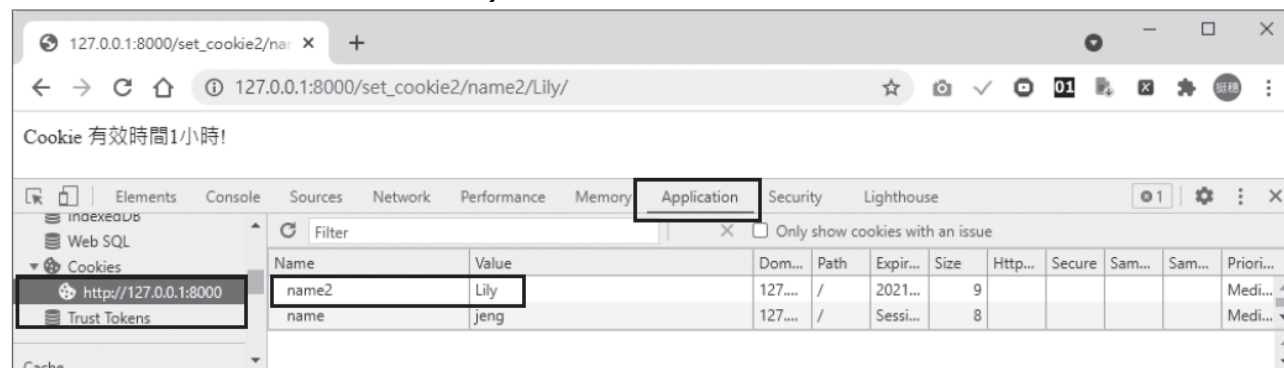 127.0.0.1:8000/set_cookie2/nar
127.0.0.1:8000/set_cookie2/name2/Lily/
01
Cookie 有效時間1小時!
Elements Console Sources Network Performance Memory Application Security Lighthouse 1
IndexedDB
Web SQL
Cookies
http://127.0.0.1:8000
Trust Tokens
Cache
Filter Only show cookies with an issue
Name Value Dom... Path Expir... Size Http... Secure Sam... Sam... Priori...
name2 Lily 127.... / 2021... 9 Medi...
name jeng 127.... / Sessi... 8 Medi...